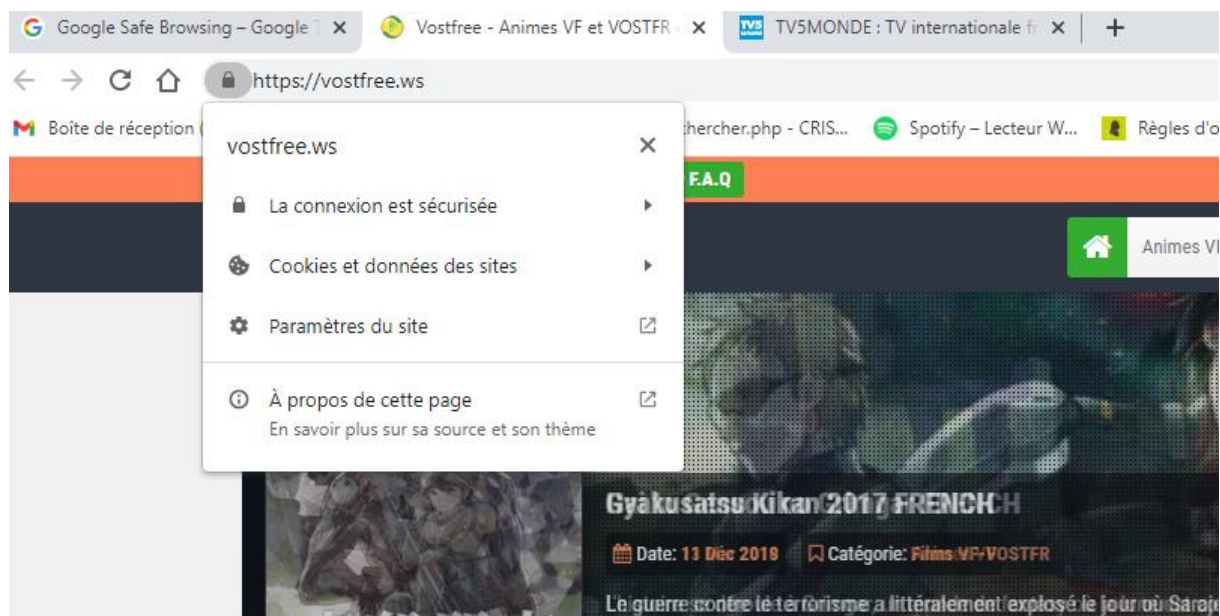 Google Safe Browsing – Google
Vostfree - Animes VF et VOSTFR
TV5MONDE : TV internationale f
https://vostfree.ws
Boîte de réception
hercher.php - CRIS...
Spotify – Lecteur W...
Règles d'o
vostfree.ws
F.A.Q
La connexion est sécurisée
Animes VF
Cookies et données des sites
Paramètres du site
À propos de cette page
En savoir plus sur sa source et son thème
Gyakusatsu Kikan 2017 FRENCH
Date: 13 Déc 2019 Catégorie: Films VF-VOSTFR
Le guerre contre le terrorisme a littéralement explosé le jour où Saraje